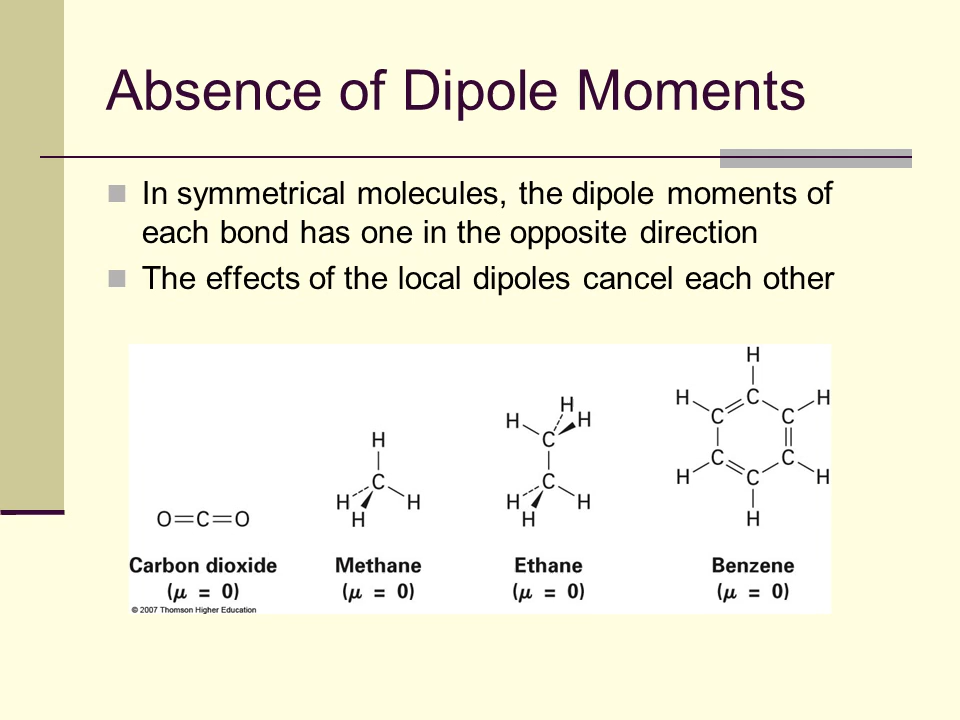 Absence of Dipole Moments
In symmetrical molecules, the dipole moments of
each bond has one in the opposite direction
The effects of the local dipoles cancel each other
O=C=O
H
C
H H
H
H
H H
C
C
H H
H
H
H C H
C C
C C
H C H
H
Carbon dioxide
(μ = 0)
Methane
(μ = 0)
Ethane
(μ = 0)
Benzene
(μ = 0)
© 2007 Thomson Higher Education